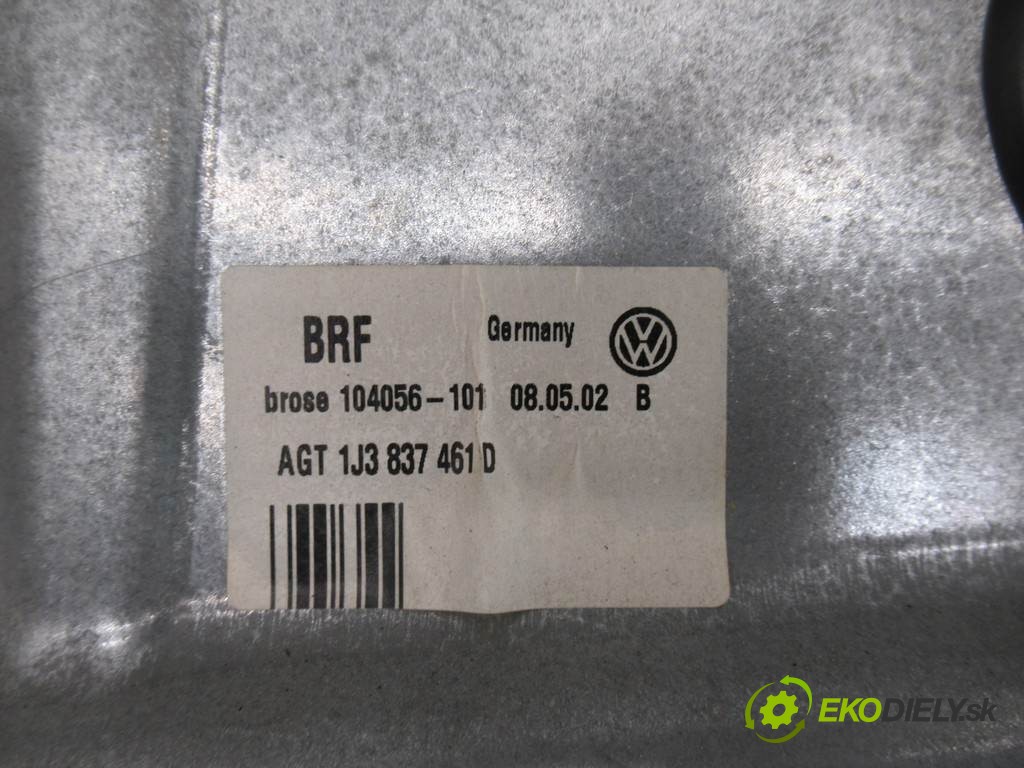 BRF
Germany
brose 104056-101 08.05.02 B
AGT 1J3 837 461 D
EKODIELY.sk